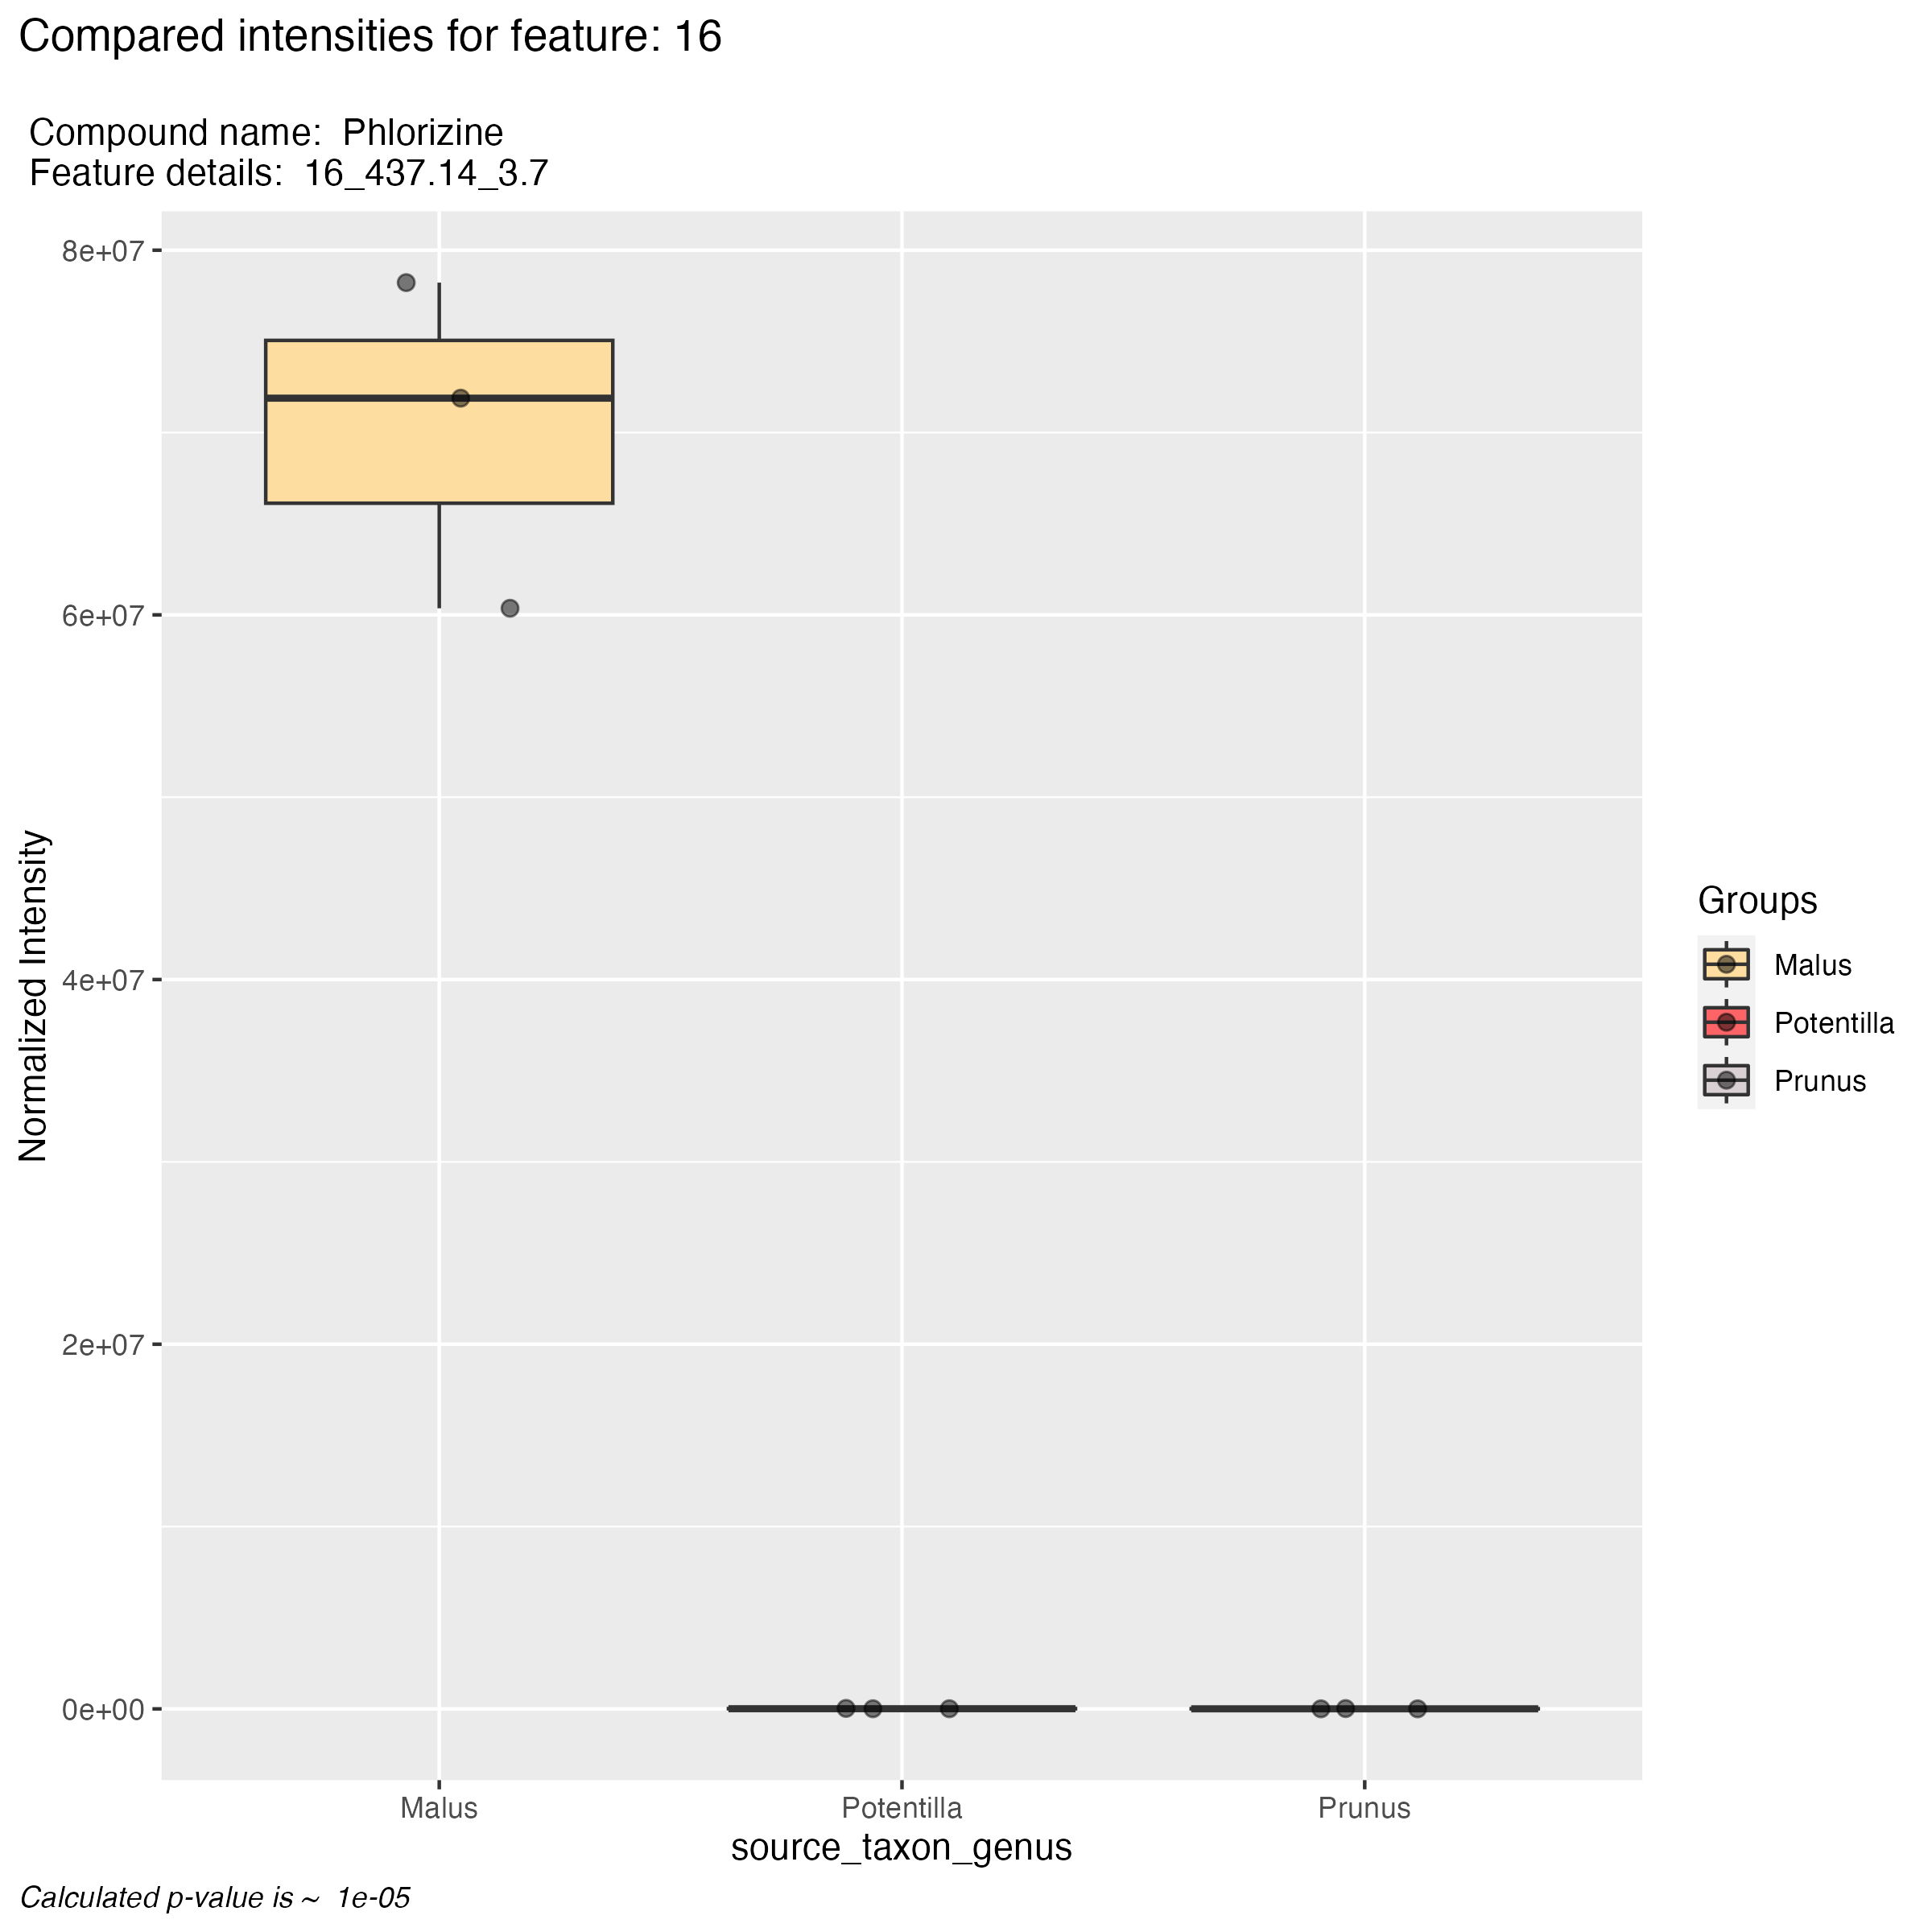 Compared intensities for feature: 16
Compound name:  Phlorizine
Feature details:  16_437.14_3.7
8e+07
6e+07
4e+07
2e+07
0e+00
Normalized Intensity
Malus
Potentilla
Prunus
source_taxon_genus
Groups
Malus
Potentilla
Prunus
Calculated p-value is ~  1e-05